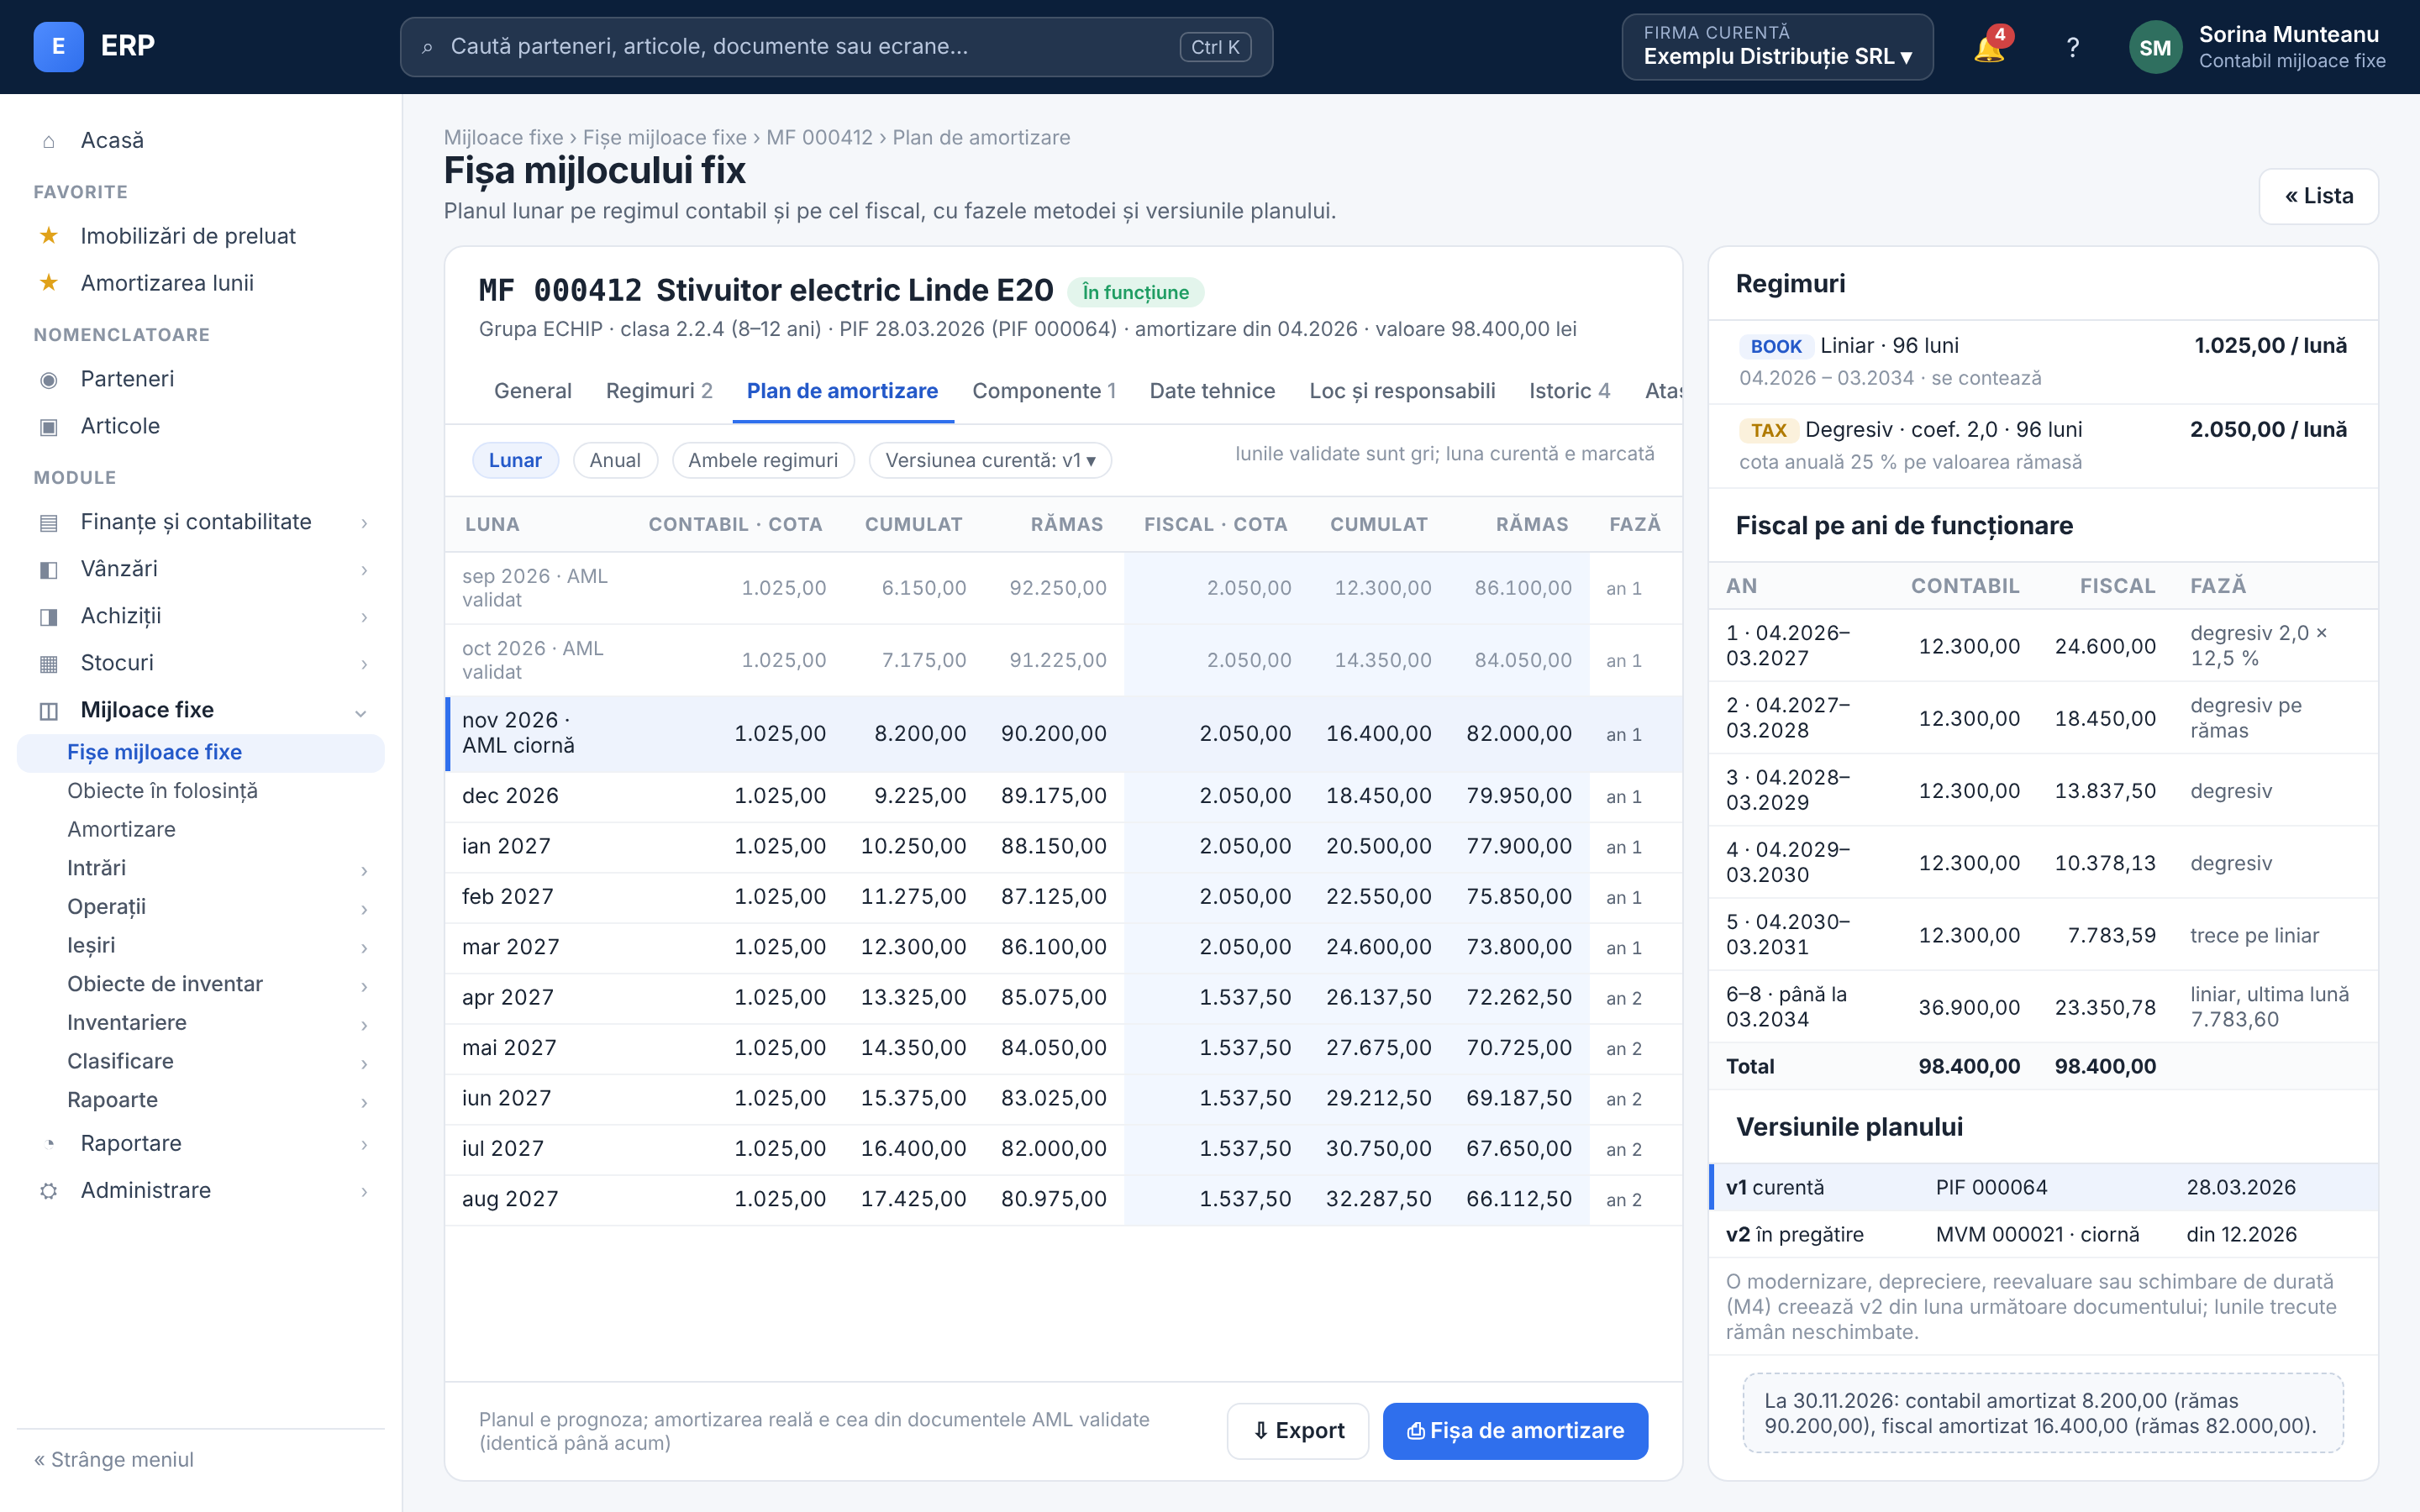 E ERP
Caută parteneri, articole, documente sau ecrane... Ctrl K
FIRMA CURENTĂ
Exemplu Distribuție SRL ▾
4
?
SM
Sorina Munteanu
Contabil mijloace fixe
Acasă
FAVORITE
★ Imobilizări de preluat
★ Amortizarea lunii
NOMENCLATOARE
Parteneri
Articole
MODULE
Finanțe și contabilitate ›
Vânzări ›
Achiziții ›
Stocuri ›
Mijloace fixe
Fișe mijloace fixe
Obiecte în folosință
Amortizare
Intrări ›
Operații ›
Ieșiri ›
Obiecte de inventar ›
Inventariere ›
Clasificare ›
Rapoarte ›
Raportare ›
Administrare ›
« Strânge meniul
Mijloace fixe › Fișe mijloace fixe › MF 000412 › Plan de amortizare
Fișa mijlocului fix
Planul lunar pe regimul contabil și pe cel fiscal, cu fazele metodei și versiunile planului.
« Lista
MF 000412 Stivuitor electric Linde E20 În funcțiune
Grupa ECHIP · clasa 2.2.4 (8–12 ani) · PIF 28.03.2026 (PIF 000064) · amortizare din 04.2026 · valoare 98.400,00 lei
General Regimuri 2 Plan de amortizare Componente 1 Date tehnice Loc și responsabili Istoric 4 Ataș
Lunar Anual Ambele regimuri Versiunea curentă: v1 ▾ lunile validate sunt gri; luna curentă e marcată
LUNA CONTABIL · COTA CUMULAT RĂMAS FISCAL · COTA CUMULAT RĂMAS FAZĂ
sep 2026 · AML validat 1.025,00 6.150,00 92.250,00 2.050,00 12.300,00 86.100,00 an 1
oct 2026 · AML validat 1.025,00 7.175,00 91.225,00 2.050,00 14.350,00 84.050,00 an 1
nov 2026 · AML ciornă 1.025,00 8.200,00 90.200,00 2.050,00 16.400,00 82.000,00 an 1
dec 2026 1.025,00 9.225,00 89.175,00 2.050,00 18.450,00 79.950,00 an 1
ian 2027 1.025,00 10.250,00 88.150,00 2.050,00 20.500,00 77.900,00 an 1
feb 2027 1.025,00 11.275,00 87.125,00 2.050,00 22.550,00 75.850,00 an 1
mar 2027 1.025,00 12.300,00 86.100,00 2.050,00 24.600,00 73.800,00 an 1
apr 2027 1.025,00 13.325,00 85.075,00 1.537,50 26.137,50 72.262,50 an 2
mai 2027 1.025,00 14.350,00 84.050,00 1.537,50 27.675,00 70.725,00 an 2
iun 2027 1.025,00 15.375,00 83.025,00 1.537,50 29.212,50 69.187,50 an 2
iul 2027 1.025,00 16.400,00 82.000,00 1.537,50 30.750,00 67.650,00 an 2
aug 2027 1.025,00 17.425,00 80.975,00 1.537,50 32.287,50 66.112,50 an 2
Planul e prognoza; amortizarea reală e cea din documentele AML validate
(identică până acum)
⇩ Export
⎙ Fișa de amortizare
Regimuri
BOOK Liniar · 96 luni 1.025,00 / lună
04.2026 – 03.2034 · se contează
TAX Degresiv · coef. 2,0 · 96 luni 2.050,00 / lună
cota anuală 25 % pe valoarea rămasă
Fiscal pe ani de funcționare
AN CONTABIL FISCAL FAZĂ
1 · 04.2026–03.2027 12.300,00 24.600,00 degresiv 2,0 × 12,5 %
2 · 04.2027–03.2028 12.300,00 18.450,00 degresiv pe rămas
3 · 04.2028–03.2029 12.300,00 13.837,50 degresiv
4 · 04.2029–03.2030 12.300,00 10.378,13 degresiv
5 · 04.2030–03.2031 12.300,00 7.783,59 trece pe liniar
6–8 · până la 03.2034 36.900,00 23.350,78 liniar, ultima lună 7.783,60
Total 98.400,00 98.400,00
Versiunile planului
v1 curentă PIF 000064 28.03.2026
v2 în pregătire MVM 000021 · ciornă din 12.2026
O modernizare, depreciere, reevaluare sau schimbare de durată
(M4) creează v2 din luna următoare documentului; lunile trecute
rămân neschimbate.
La 30.11.2026: contabil amortizat 8.200,00 (rămas
90.200,00), fiscal amortizat 16.400,00 (rămas 82.000,00).